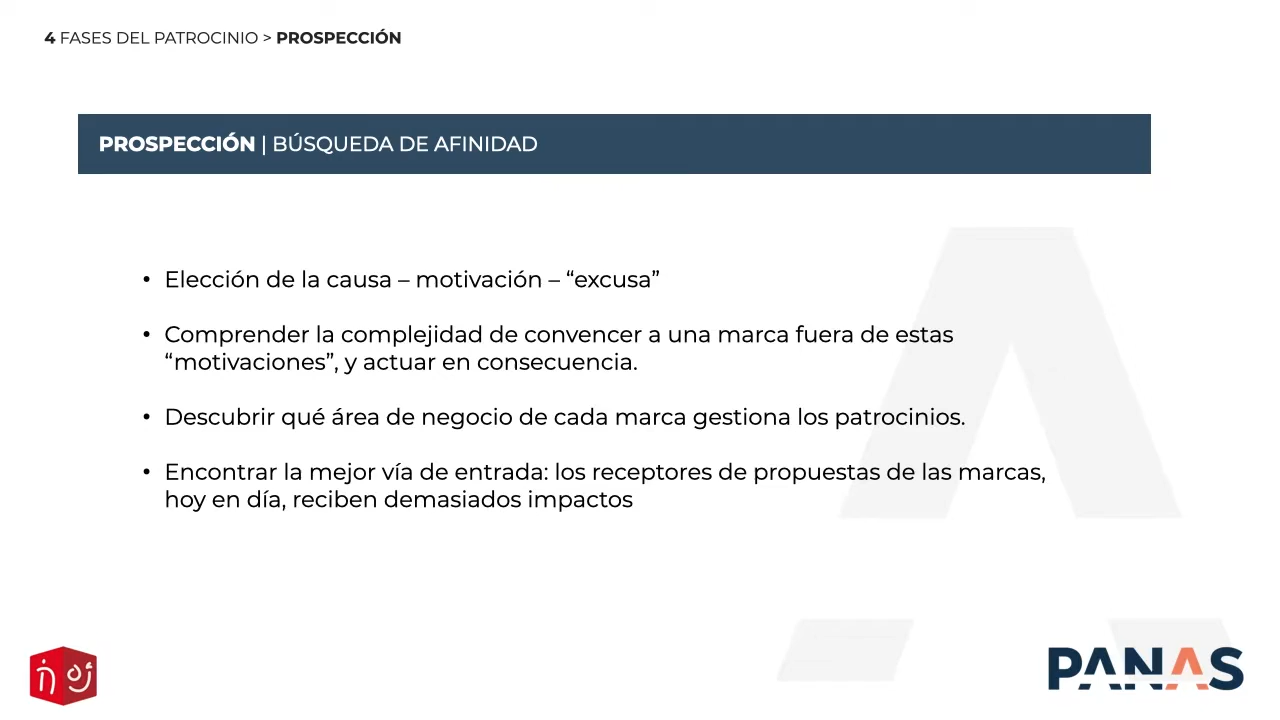 4 FASES DEL PATROCINIO > PROSPECCIÓN
PROSPECCIÓN | BÚSQUEDA DE AFINIDAD
• Elección de la causa – motivación – “excusa”
• Comprender la complejidad de convencer a una marca fuera de estas
“motivaciones”, y actuar en consecuencia.
• Descubrir qué área de negocio de cada marca gestiona los patrocinios.
• Encontrar la mejor vía de entrada: los receptores de propuestas de las marcas,
hoy en día, reciben demasiados impactos
PANAS